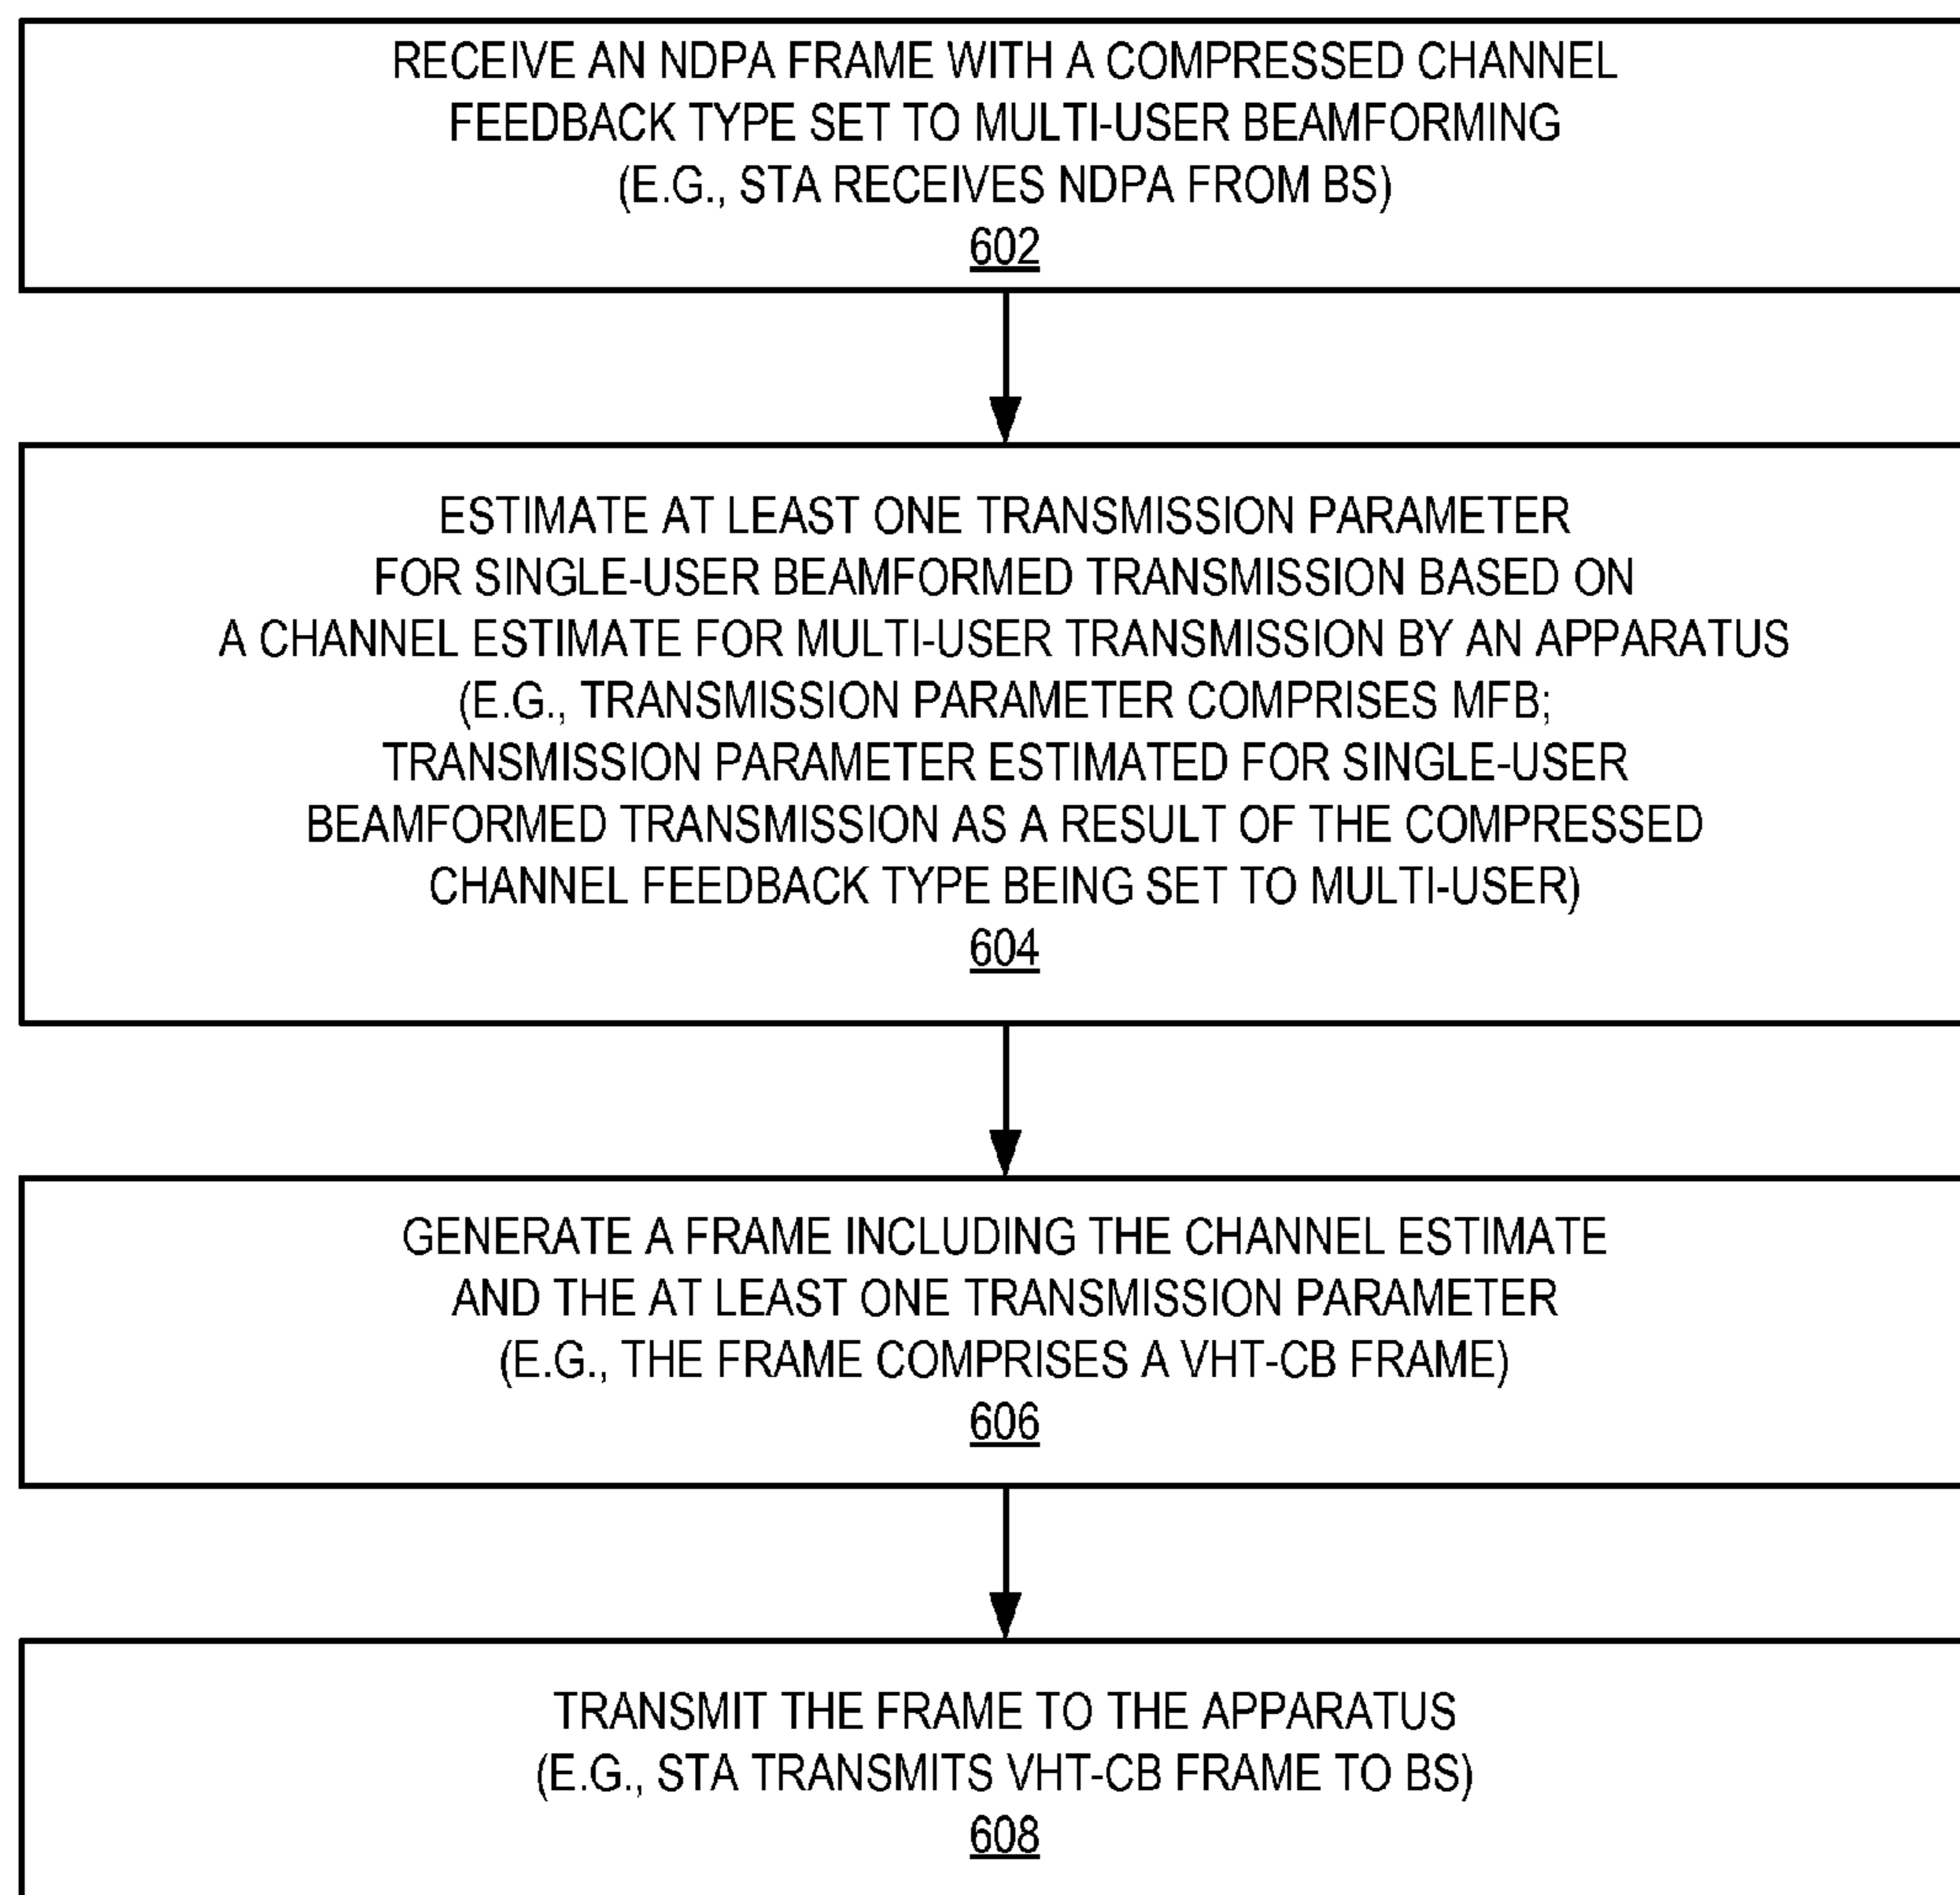 RECEIVE AN NDPA FRAME WITH A COMPRESSED CHANNEL
FEEDBACK TYPE SET TO MULTI-USER BEAMFORMING
(E.G., STA RECEIVES NDPA FROM BS)
602
ESTIMATE AT LEAST ONE TRANSMISSION PARAMETER
FOR SINGLE-USER BEAMFORMED TRANSMISSION BASED ON
A CHANNEL ESTIMATE FOR MULTI-USER TRANSMISSION BY AN APPARATUS
(E.G., TRANSMISSION PARAMETER COMPRISES MFB;
TRANSMISSION PARAMETER ESTIMATED FOR SINGLE-USER
BEAMFORMED TRANSMISSION AS A RESULT OF THE COMPRESSED
CHANNEL FEEDBACK TYPE BEING SET TO MULTI-USER)
604
GENERATE A FRAME INCLUDING THE CHANNEL ESTIMATE
AND THE AT LEAST ONE TRANSMISSION PARAMETER
(E.G., THE FRAME COMPRISES A VHT-CB FRAME)
606
TRANSMIT THE FRAME TO THE APPARATUS
(E.G., STA TRANSMITS VHT-CB FRAME TO BS)
608